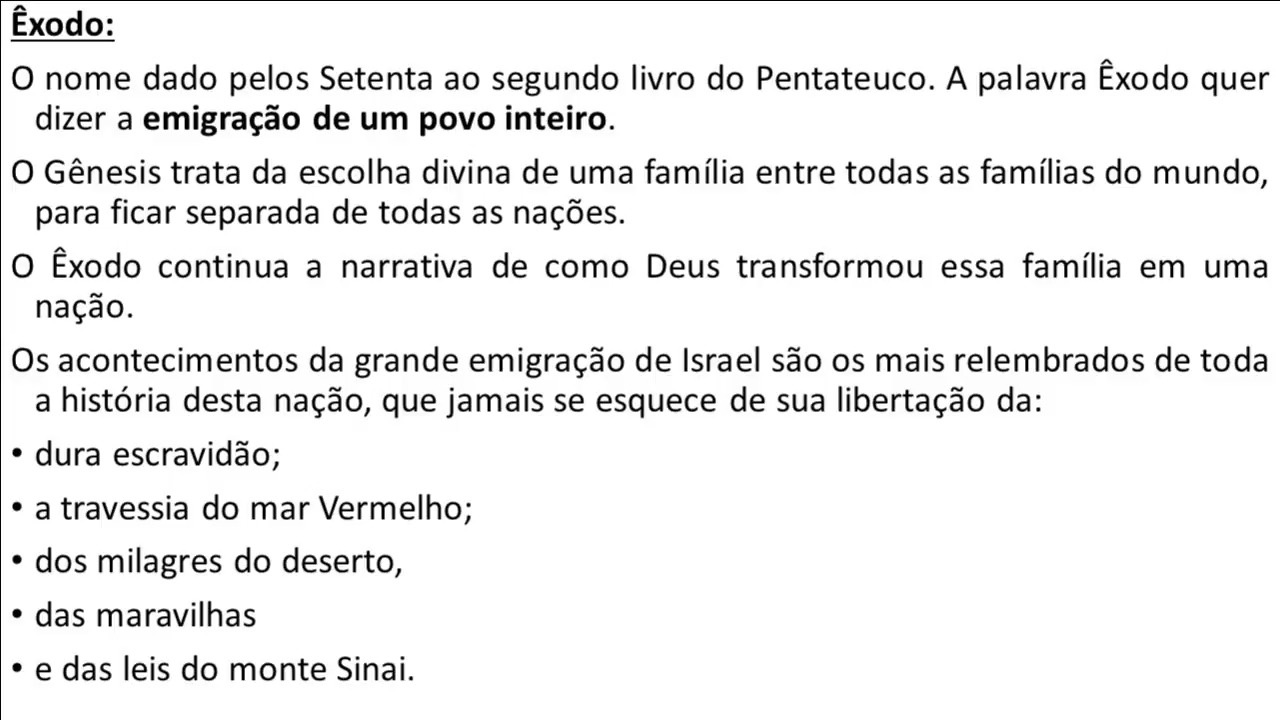 Êxodo:
O nome dado pelos Setenta ao segundo livro do Pentateuco. A palavra Êxodo quer
dizer a emigração de um povo inteiro.
O Gênesis trata da escolha divina de uma família entre todas as famílias do mundo,
para ficar separada de todas as nações.
O Êxodo continua a narrativa de como Deus transformou essa família em uma
nação.
Os acontecimentos da grande emigração de Israel são os mais relembrados de toda
a história desta nação, que jamais se esquece de sua libertação da:
• dura escravidão;
• a travessia do mar Vermelho;
• dos milagres do deserto,
• das maravilhas
• e das leis do monte Sinai.